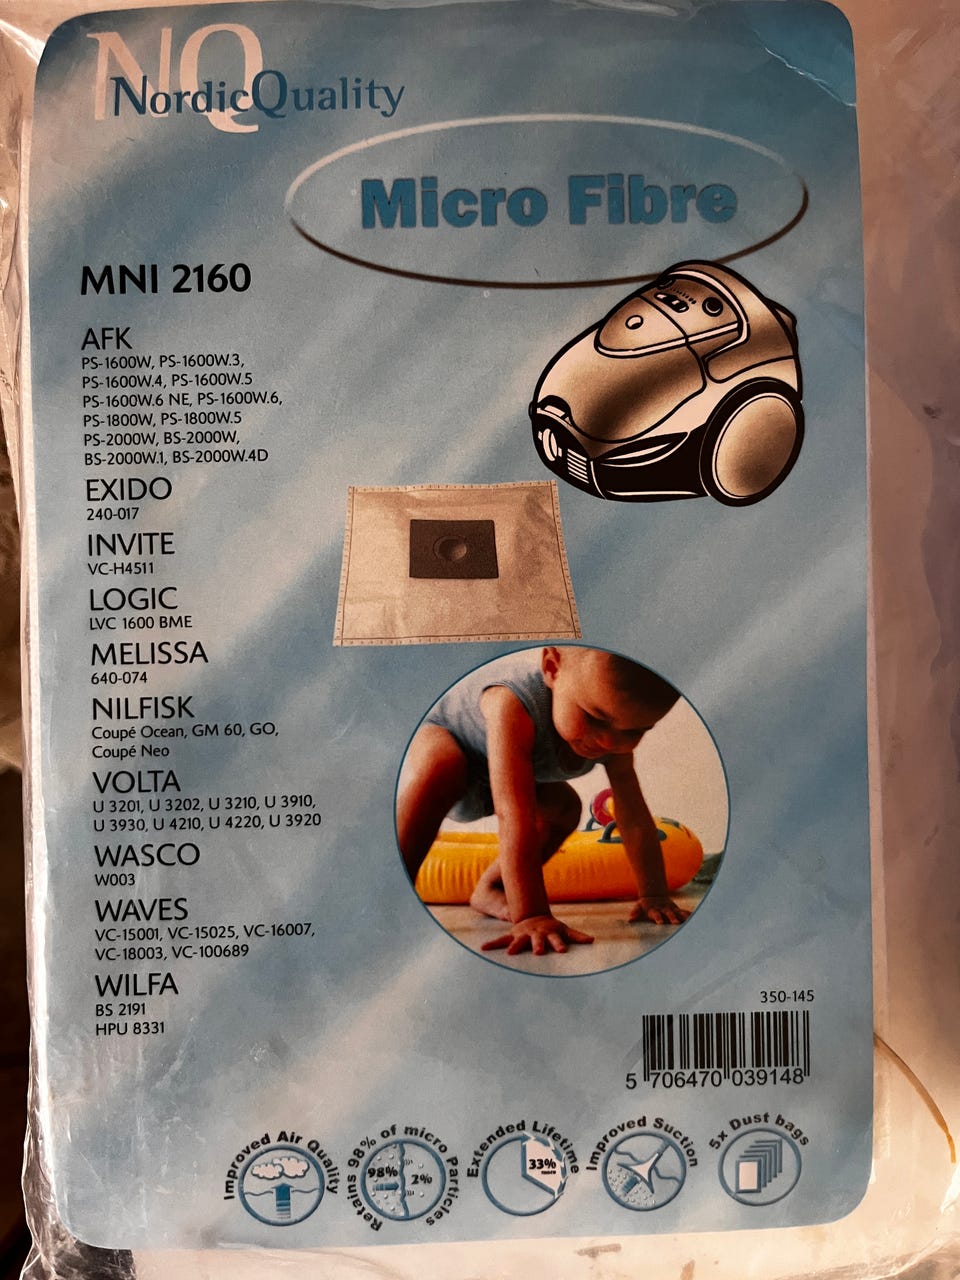 NQ
NordicQuality
Micro Fibre
MNI 2160
AFK
PS-1600W, PS-1600W.3,
PS-1600W.4, PS-1600W.5
PS-1600W.6 NE, PS-1600W.6,
PS-1800W, PS-1800W.5
PS-2000W, BS-2000W,
BS-2000W.1, BS-2000W.4D
EXIDO
240-017
INVITE
VC-H4511
LOGIC
LVC 1600 BME
MELISSA
640-074
NILFISK
Coupé Ocean, GM 60, GO,
Coupé Neo
VOLTA
U 3201, U 3202, U 3210, U 3910,
U 3930, U 4210, U 4220, U 3920
WASCO
W003
WAVES
VC-15001, VC-15025, VC-16007,
VC-18003, VC-100689
WILFA
BS 2191
HPU 8331
350-145
5 706470 039148
Improved Air Quality
Retains 98% of micro Particles
98%
2%
Extended Lifetime
33%
more
Improved Suction
5x Dust bags